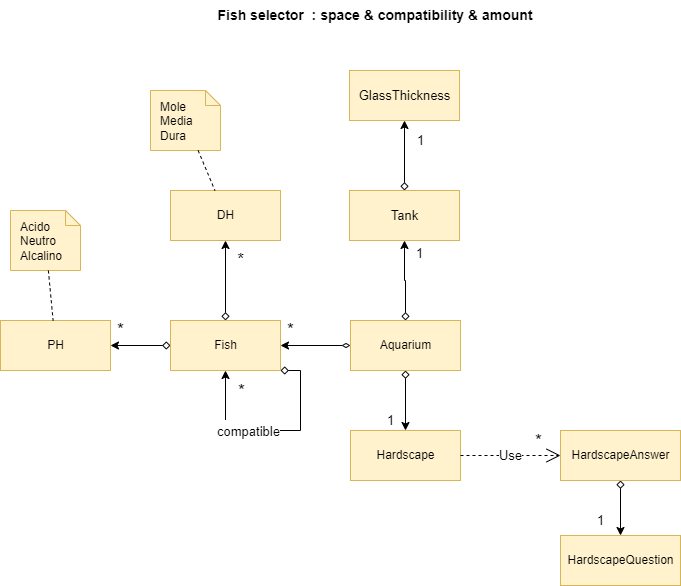 Fish selector : space & compatibility & amount
GlassThickness
1
Mole
Media
Dura
DH
Tank
*
1
Acido
Neutro
Alcalino
PH
*
Fish
*
Aquarium
*
compatible
1
Hardscape
Use
*
HardscapeAnswer
1
HardscapeQuestion